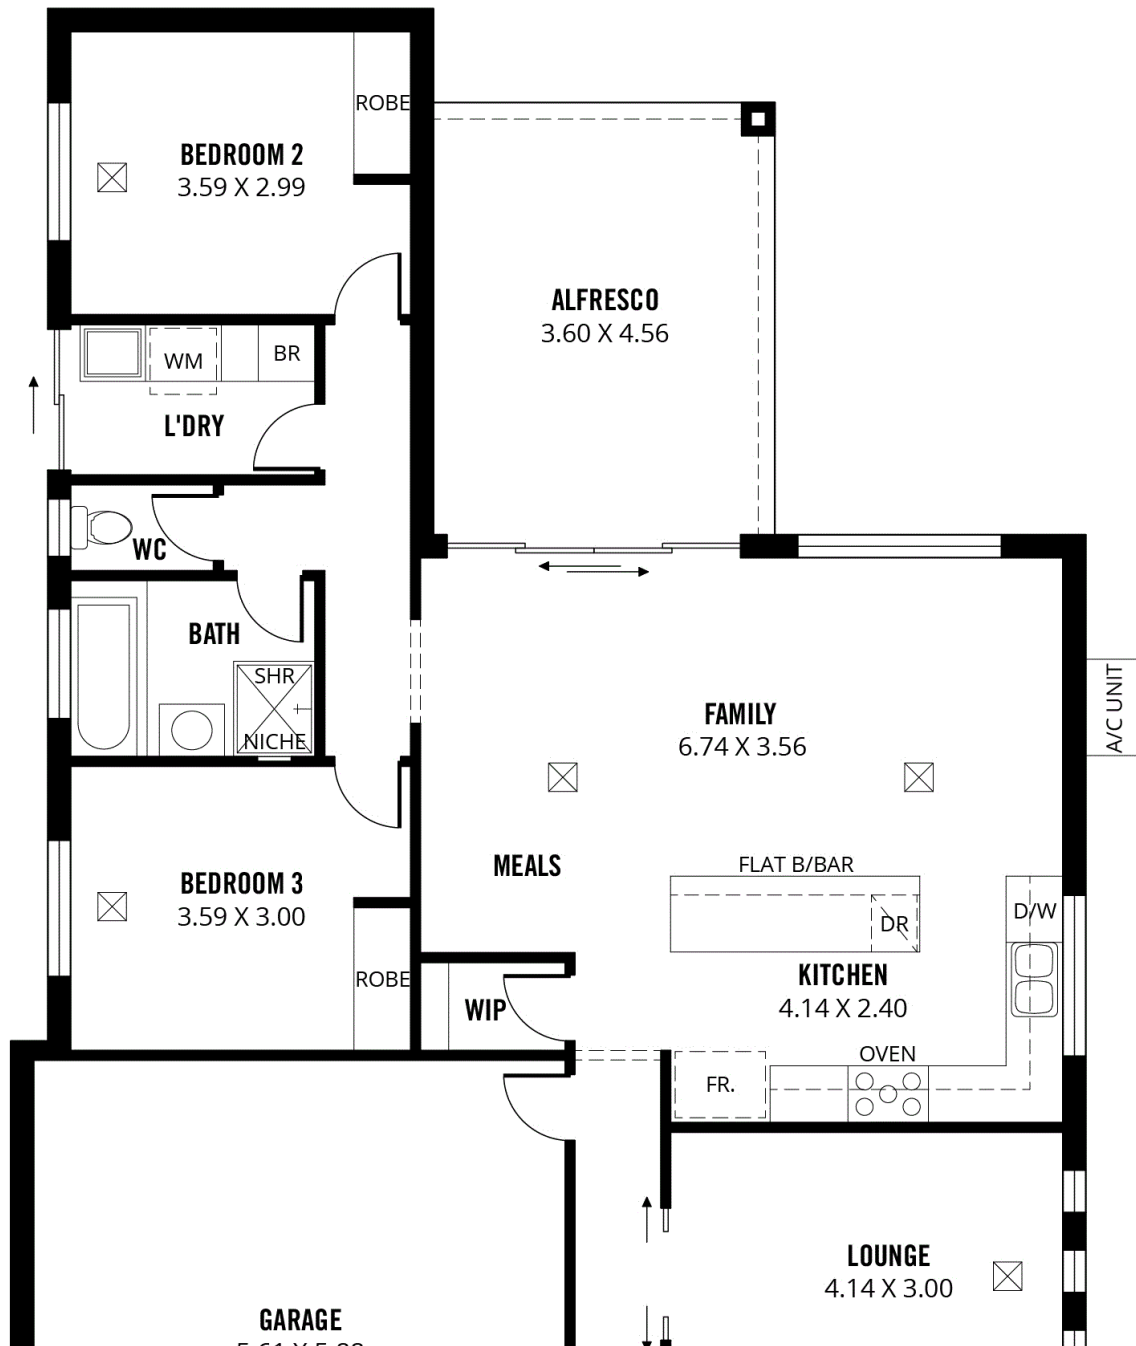 ROBE
BEDROOM 2
3.59 X 2.99
ALFRESCO
3.60 X 4.56
WM
BR
L'DRY
WC
BATH
SHR
NICHE
FAMILY
6.74 X 3.56
A/C UNIT
MEALS
FLAT B/BAR
BEDROOM 3
3.59 X 3.00
DR
D/W
ROBE
KITCHEN
4.14 X 2.40
WIP
OVEN
FR.
LOUNGE
4.14 X 3.00
GARAGE